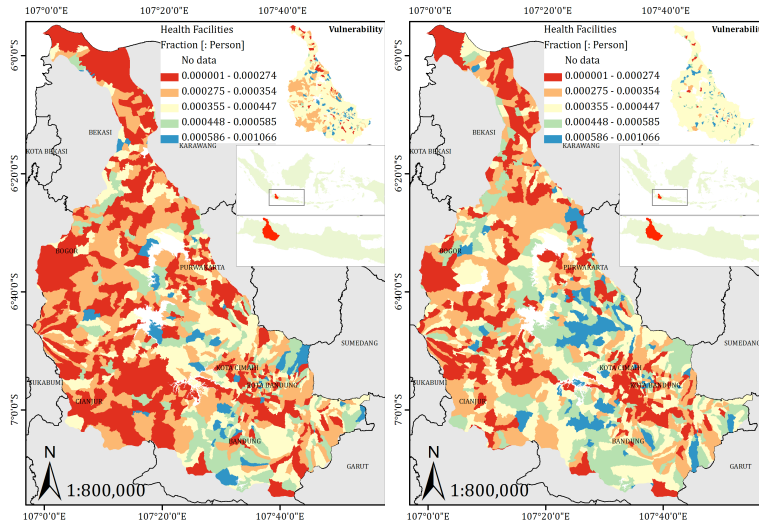 107°0'0"E 107°20'0"E 107°40'0"E
Health Facilities
Fraction [: Person]
No data
0.000001 - 0.000274
0.000275 - 0.000354
0.000355 - 0.000447
0.000448 - 0.000585
0.000586 - 0.001066
Vulnerability
6°0'0"S
6°20'0"S
6°40'0"S
7°0'0"S
BEKASI
KOTA BEKASI
KARAWANG
BOGOR
PURWAKARTA
SUMEDANG
KOTA CIMAHI
KOTA BANDUNG
SUKABUMI
CIANJUR
BANDUNG
GARUT
N
1:800,000
107°0'0"E 107°20'0"E 107°40'0"E
107°0'0"E 107°20'0"E 107°40'0"E
Health Facilities
Fraction [: Person]
No data
0.000001 - 0.000274
0.000275 - 0.000354
0.000355 - 0.000447
0.000448 - 0.000585
0.000586 - 0.001066
6°0'0"S
6°20'0"S
6°40'0"S
7°0'0"S
BEKASI
KOTA BEKASI
KARAWANG
BOGOR
PURWAKARTA
SUMEDANG
KOTA CIMAHI
KOTA BANDUNG
SUKABUMI
CIANJUR
BANDUNG
GARUT
N
1:800,000
107°0'0"E 107°20'0"E 107°40'0"E